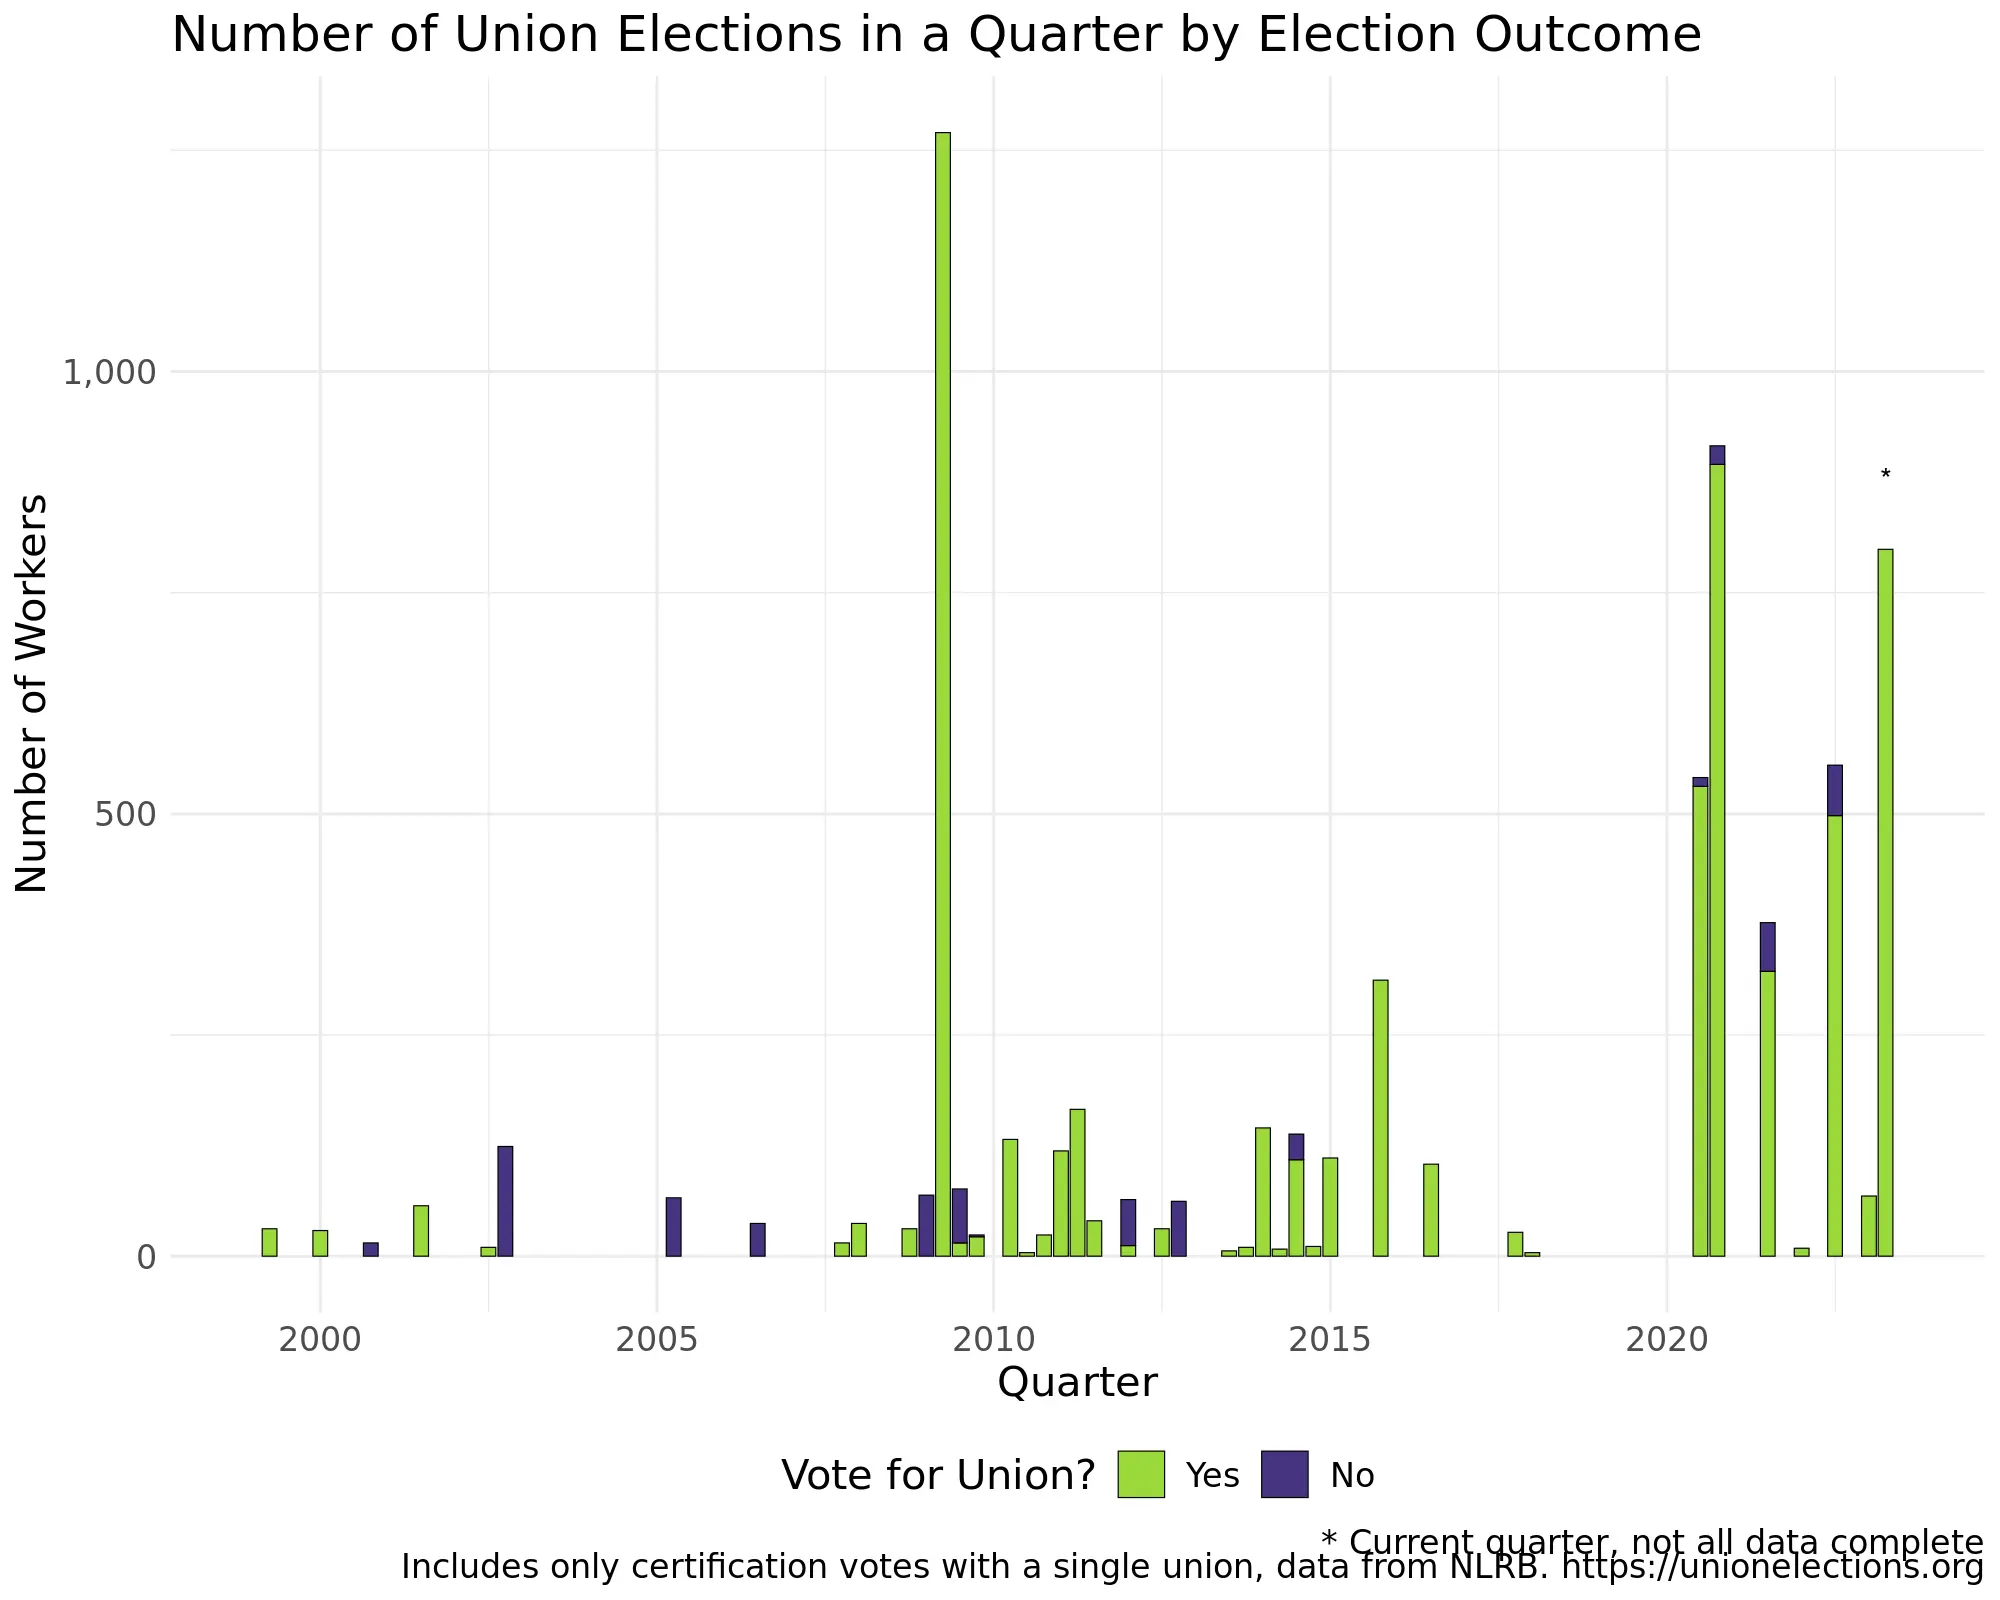 Number of Union Elections in a Quarter by Election Outcome
Number of Workers
1,000
500
0
*
2000 2005 2010 2015 2020
Quarter
Vote for Union? Yes No
* Current quarter, not all data complete
Includes only certification votes with a single union, data from NLRB. https://unionelections.org